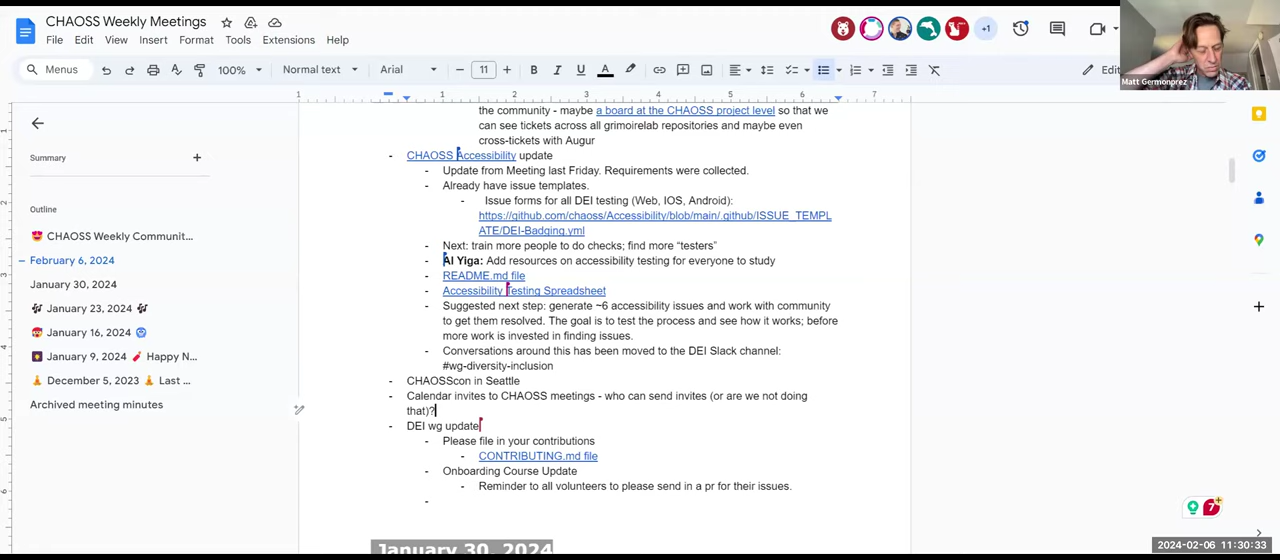 CHAOSS Weekly Meetings
File Edit View Insert Format Tools Extensions Help
+1
Menus 100% Normal text Arial 11 B I U A
Matt Germonprez
1 1 2 3 4 5 6 7
Summary
Outline
CHAOSS Weekly Communit...
February 6, 2024
January 30, 2024
January 23, 2024
January 16, 2024
January 9, 2024 Happy N...
December 5, 2023 Last ...
Archived meeting minutes
the community - maybe a board at the CHAOSS project level so that we
can see tickets across all grimoirelab repositories and maybe even
cross-tickets with Augur
- CHAOSS Accessibility update
- Update from Meeting last Friday. Requirements were collected.
- Already have issue templates.
- Issue forms for all DEI testing (Web, IOS, Android):
https://github.com/chaoss/Accessibility/blob/main/.github/ISSUE_TEMPL
ATE/DEI-Badging.yml
- Next: train more people to do checks; find more “testers”
- AI Yiga: Add resources on accessibility testing for everyone to study
- README.md file
- Accessibility Testing Spreadsheet
- Suggested next step: generate ~6 accessibility issues and work with community
to get them resolved. The goal is to test the process and see how it works; before
more work is invested in finding issues.
- Conversations around this has been moved to the DEI Slack channel:
#wg-diversity-inclusion
- CHAOSScon in Seattle
- Calendar invites to CHAOSS meetings - who can send invites (or are we not doing
that)?
- DEI wg update
- Please file in your contributions
- CONTRIBUTING.md file
- Onboarding Course Update
- Reminder to all volunteers to please send in a pr for their issues.
-
January 30, 2024
7
2024-02-06 11:30:33